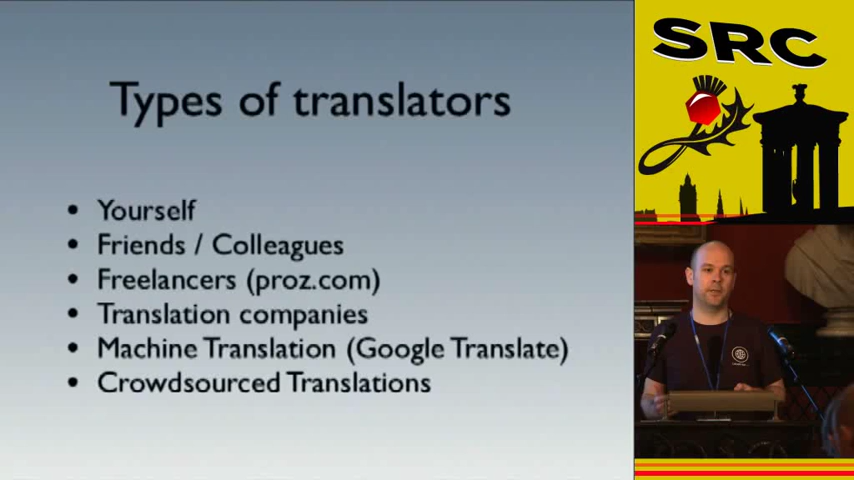 Types of translators
• Yourself
• Friends / Colleagues
• Freelancers (proz.com)
• Translation companies
• Machine Translation (Google Translate)
• Crowdsourced Translations
SRC